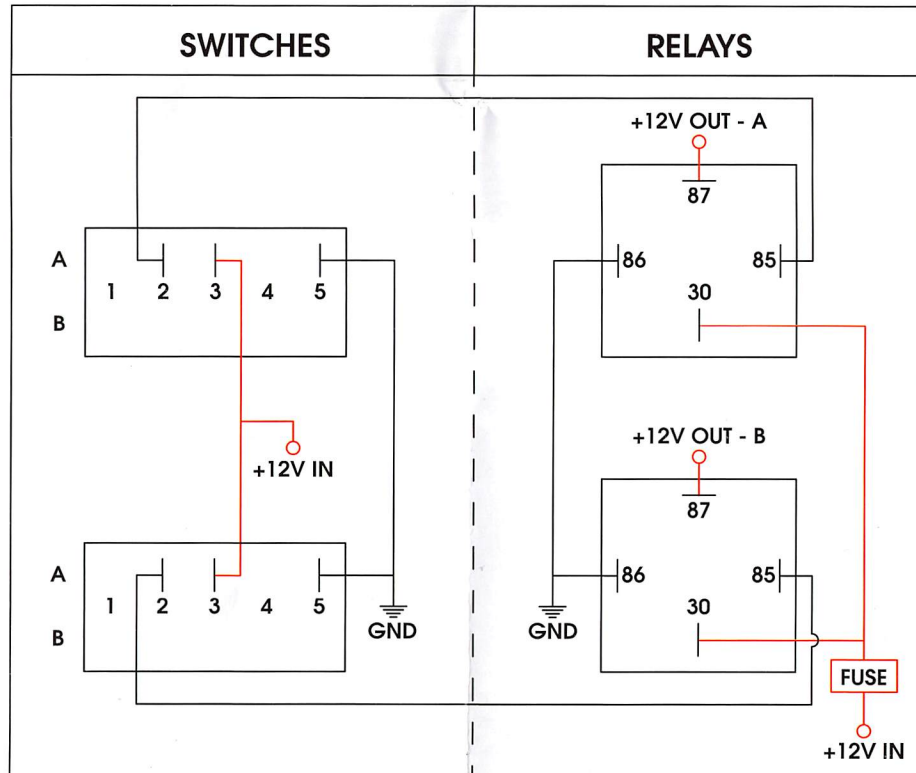 SWITCHES
RELAYS
+12V OUT - A
87
A
1 2 3 4 5
B
86 85
30
+12V IN
+12V OUT - B
87
A
1 2 3 4 5
B
86 85
30
GND
GND
FUSE
+12V IN